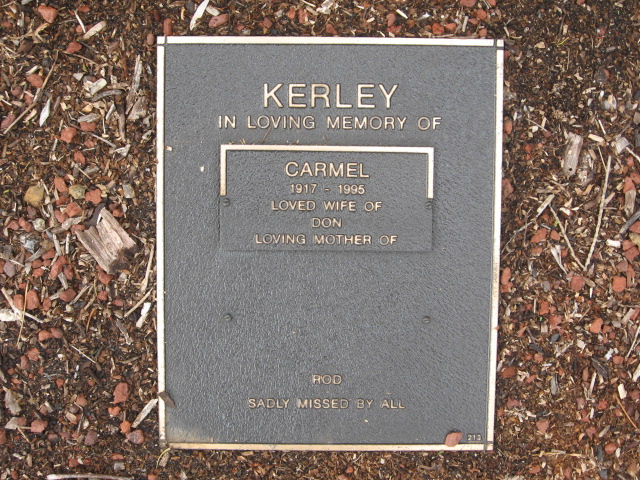 KERLEY
IN LOVING MEMORY OF
CARMEL
1917 - 1995
LOVED WIFE OF
DON
LOVING MOTHER OF
ROD
SADLY MISSED BY ALL
213